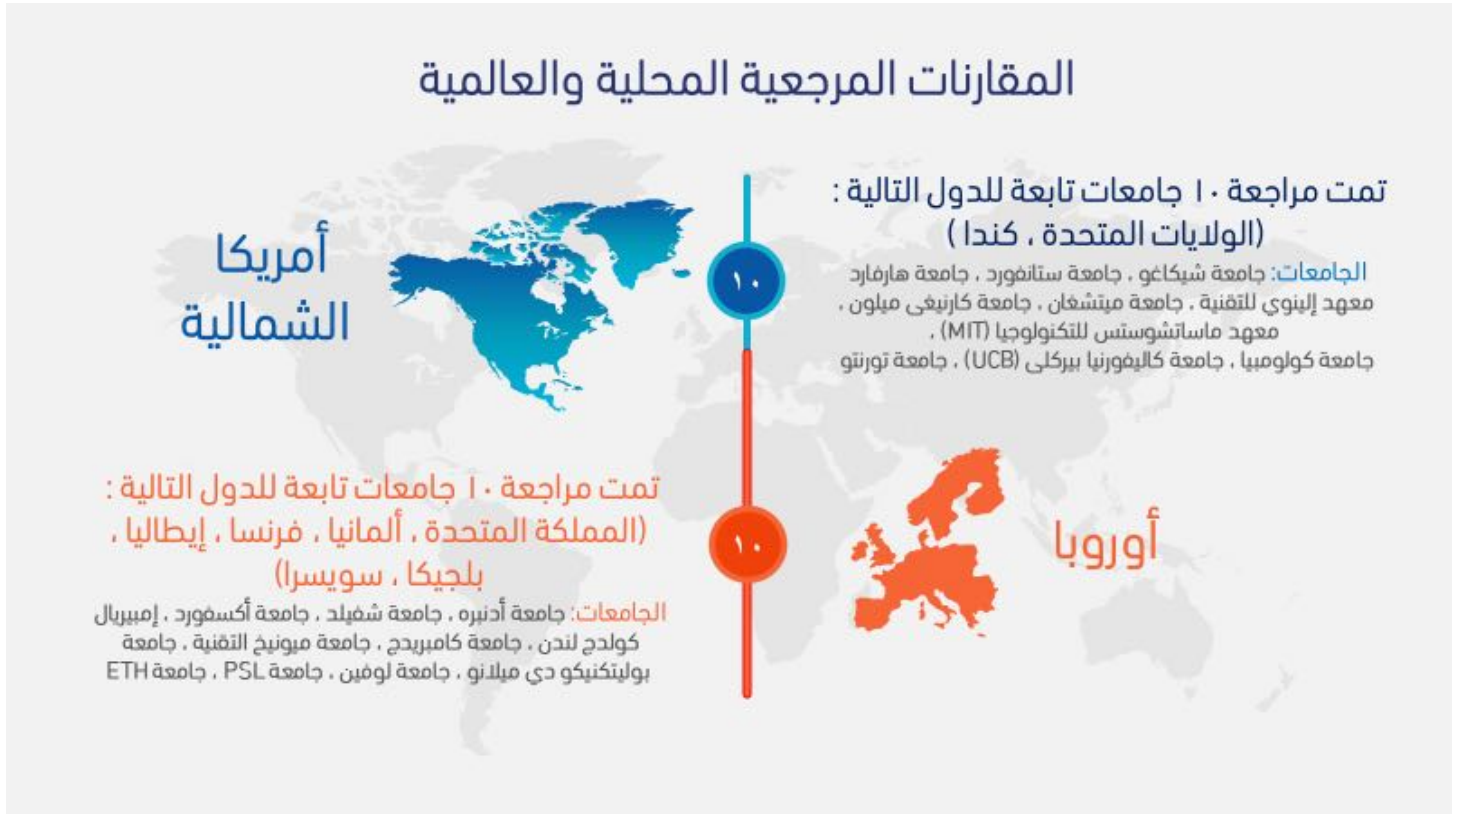 المقارنات المرجعية المحلية والعالمية
تمت مراجعة ١٠ جامعات تابعة للدول التالية :
(الولايات المتحدة ، كندا )
الجامعات: جامعة شيكاغو ، جامعة ستانفورد ، جامعة هارفارد
معهد إلينوي للتقنية ، جامعة ميتشغان ، جامعة كارنيغي ميلون ،
معهد ماساتشوستس للتكنولوجيا (MIT) ،
جامعة كولومبيا ، جامعة كاليفورنيا بيركلي (UCB) ، جامعة تورنتو
١٠
أمريكا
الشمالية
أوروبا
١٠
تمت مراجعة ١٠ جامعات تابعة للدول التالية :
(المملكة المتحدة ، ألمانيا ، فرنسا ، إيطاليا ،
بلجيكا ، سويسرا)
الجامعات: جامعة أدنبره ، جامعة شفيلد ، جامعة أكسفورد ، إمبيريال
كولدج لندن ، جامعة كامبريدج ، جامعة ميونيخ التقنية ، جامعة
بوليتكنيكو دي ميلانو ، جامعة لوفين ، جامعة PSL ، جامعة ETH